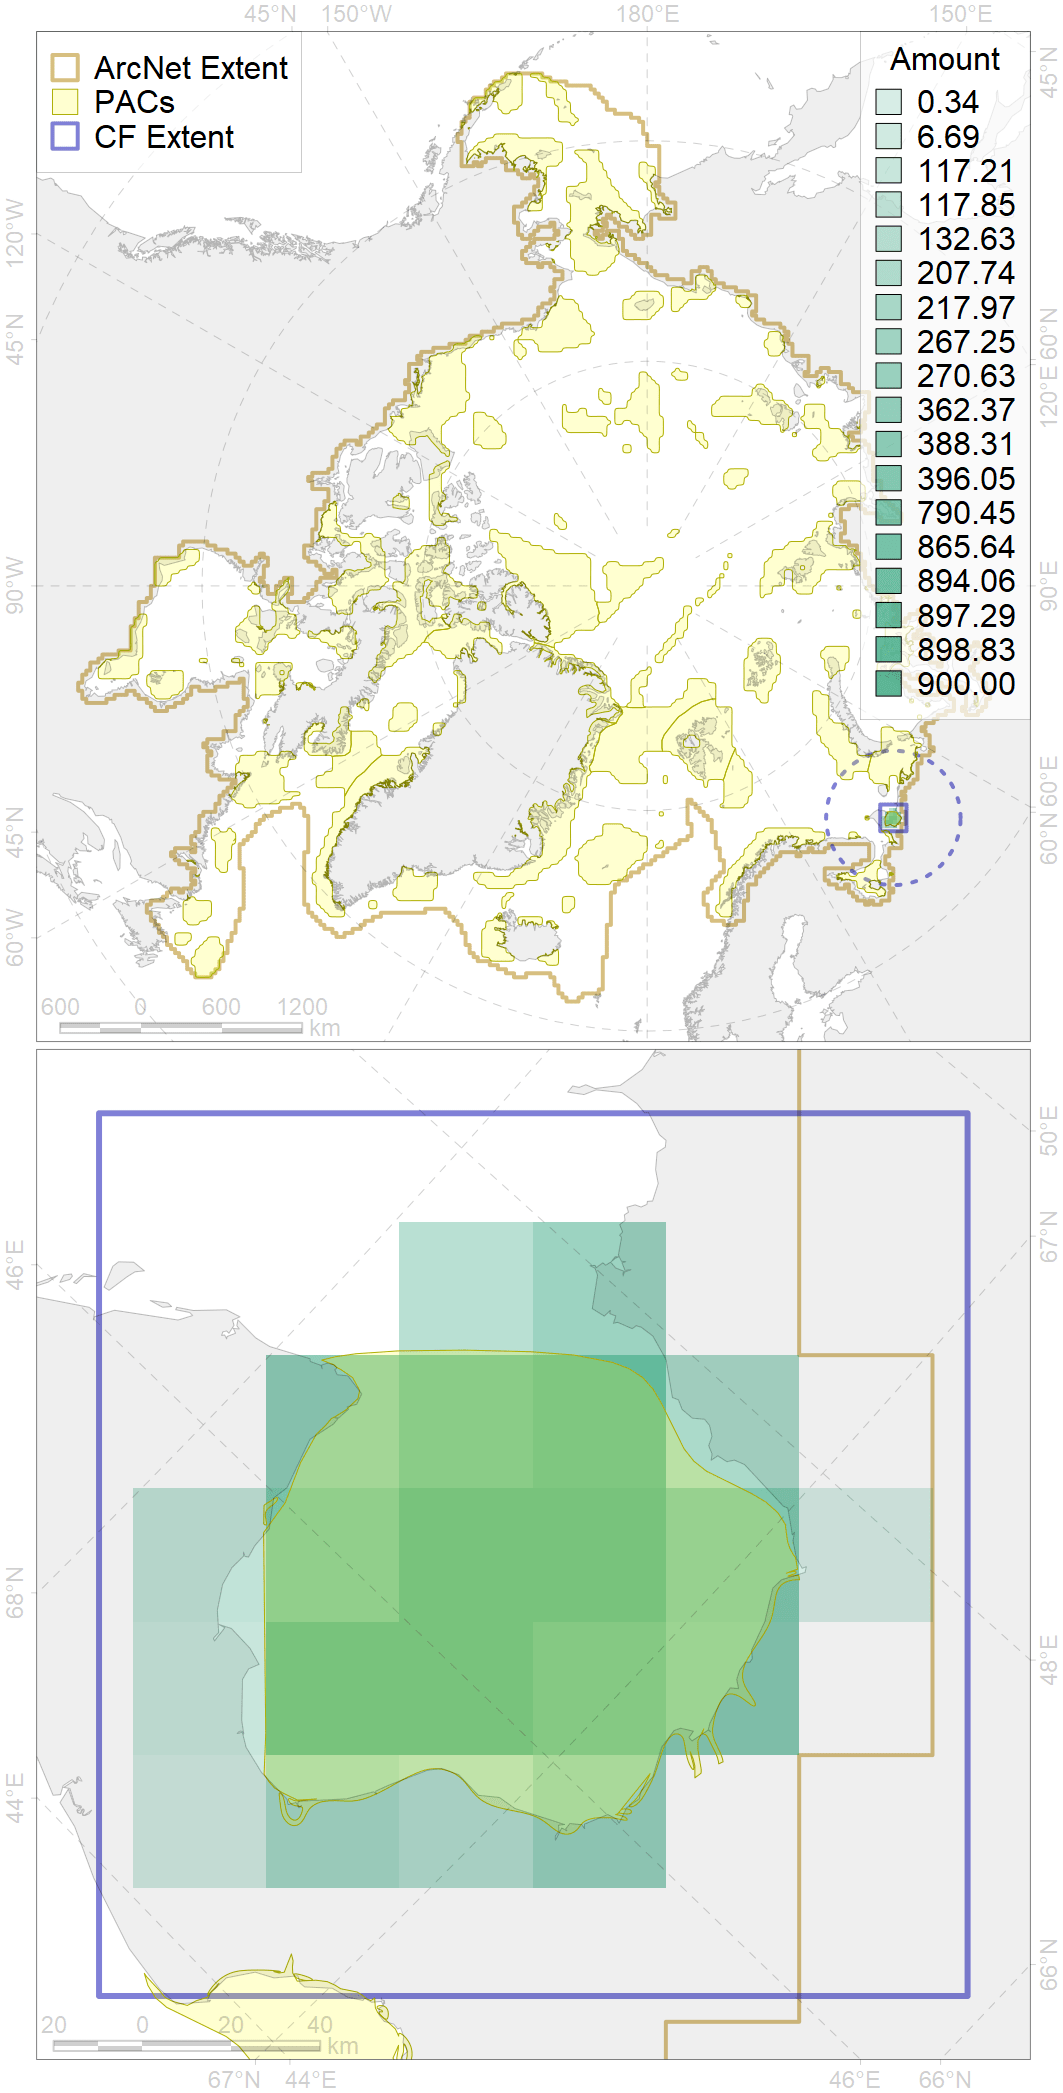 45°N 150°W 180°E 150°E
ArcNet Extent
PACs
CF Extent
Amount
0.34
6.69
117.21
117.85
132.63
207.74
217.97
267.25
270.63
362.37
388.31
396.05
790.45
865.64
894.06
897.29
898.83
900.00
120°W
45°N
90°W
45°N
60°W
45°N
60°N
120°E
90°E
60°E
60°N
600 0 600 1200
km
46°E
68°N
44°E
50°E
67°N
48°E
66°N
20 0 20 40
km
67°N 44°E 46°E 66°N